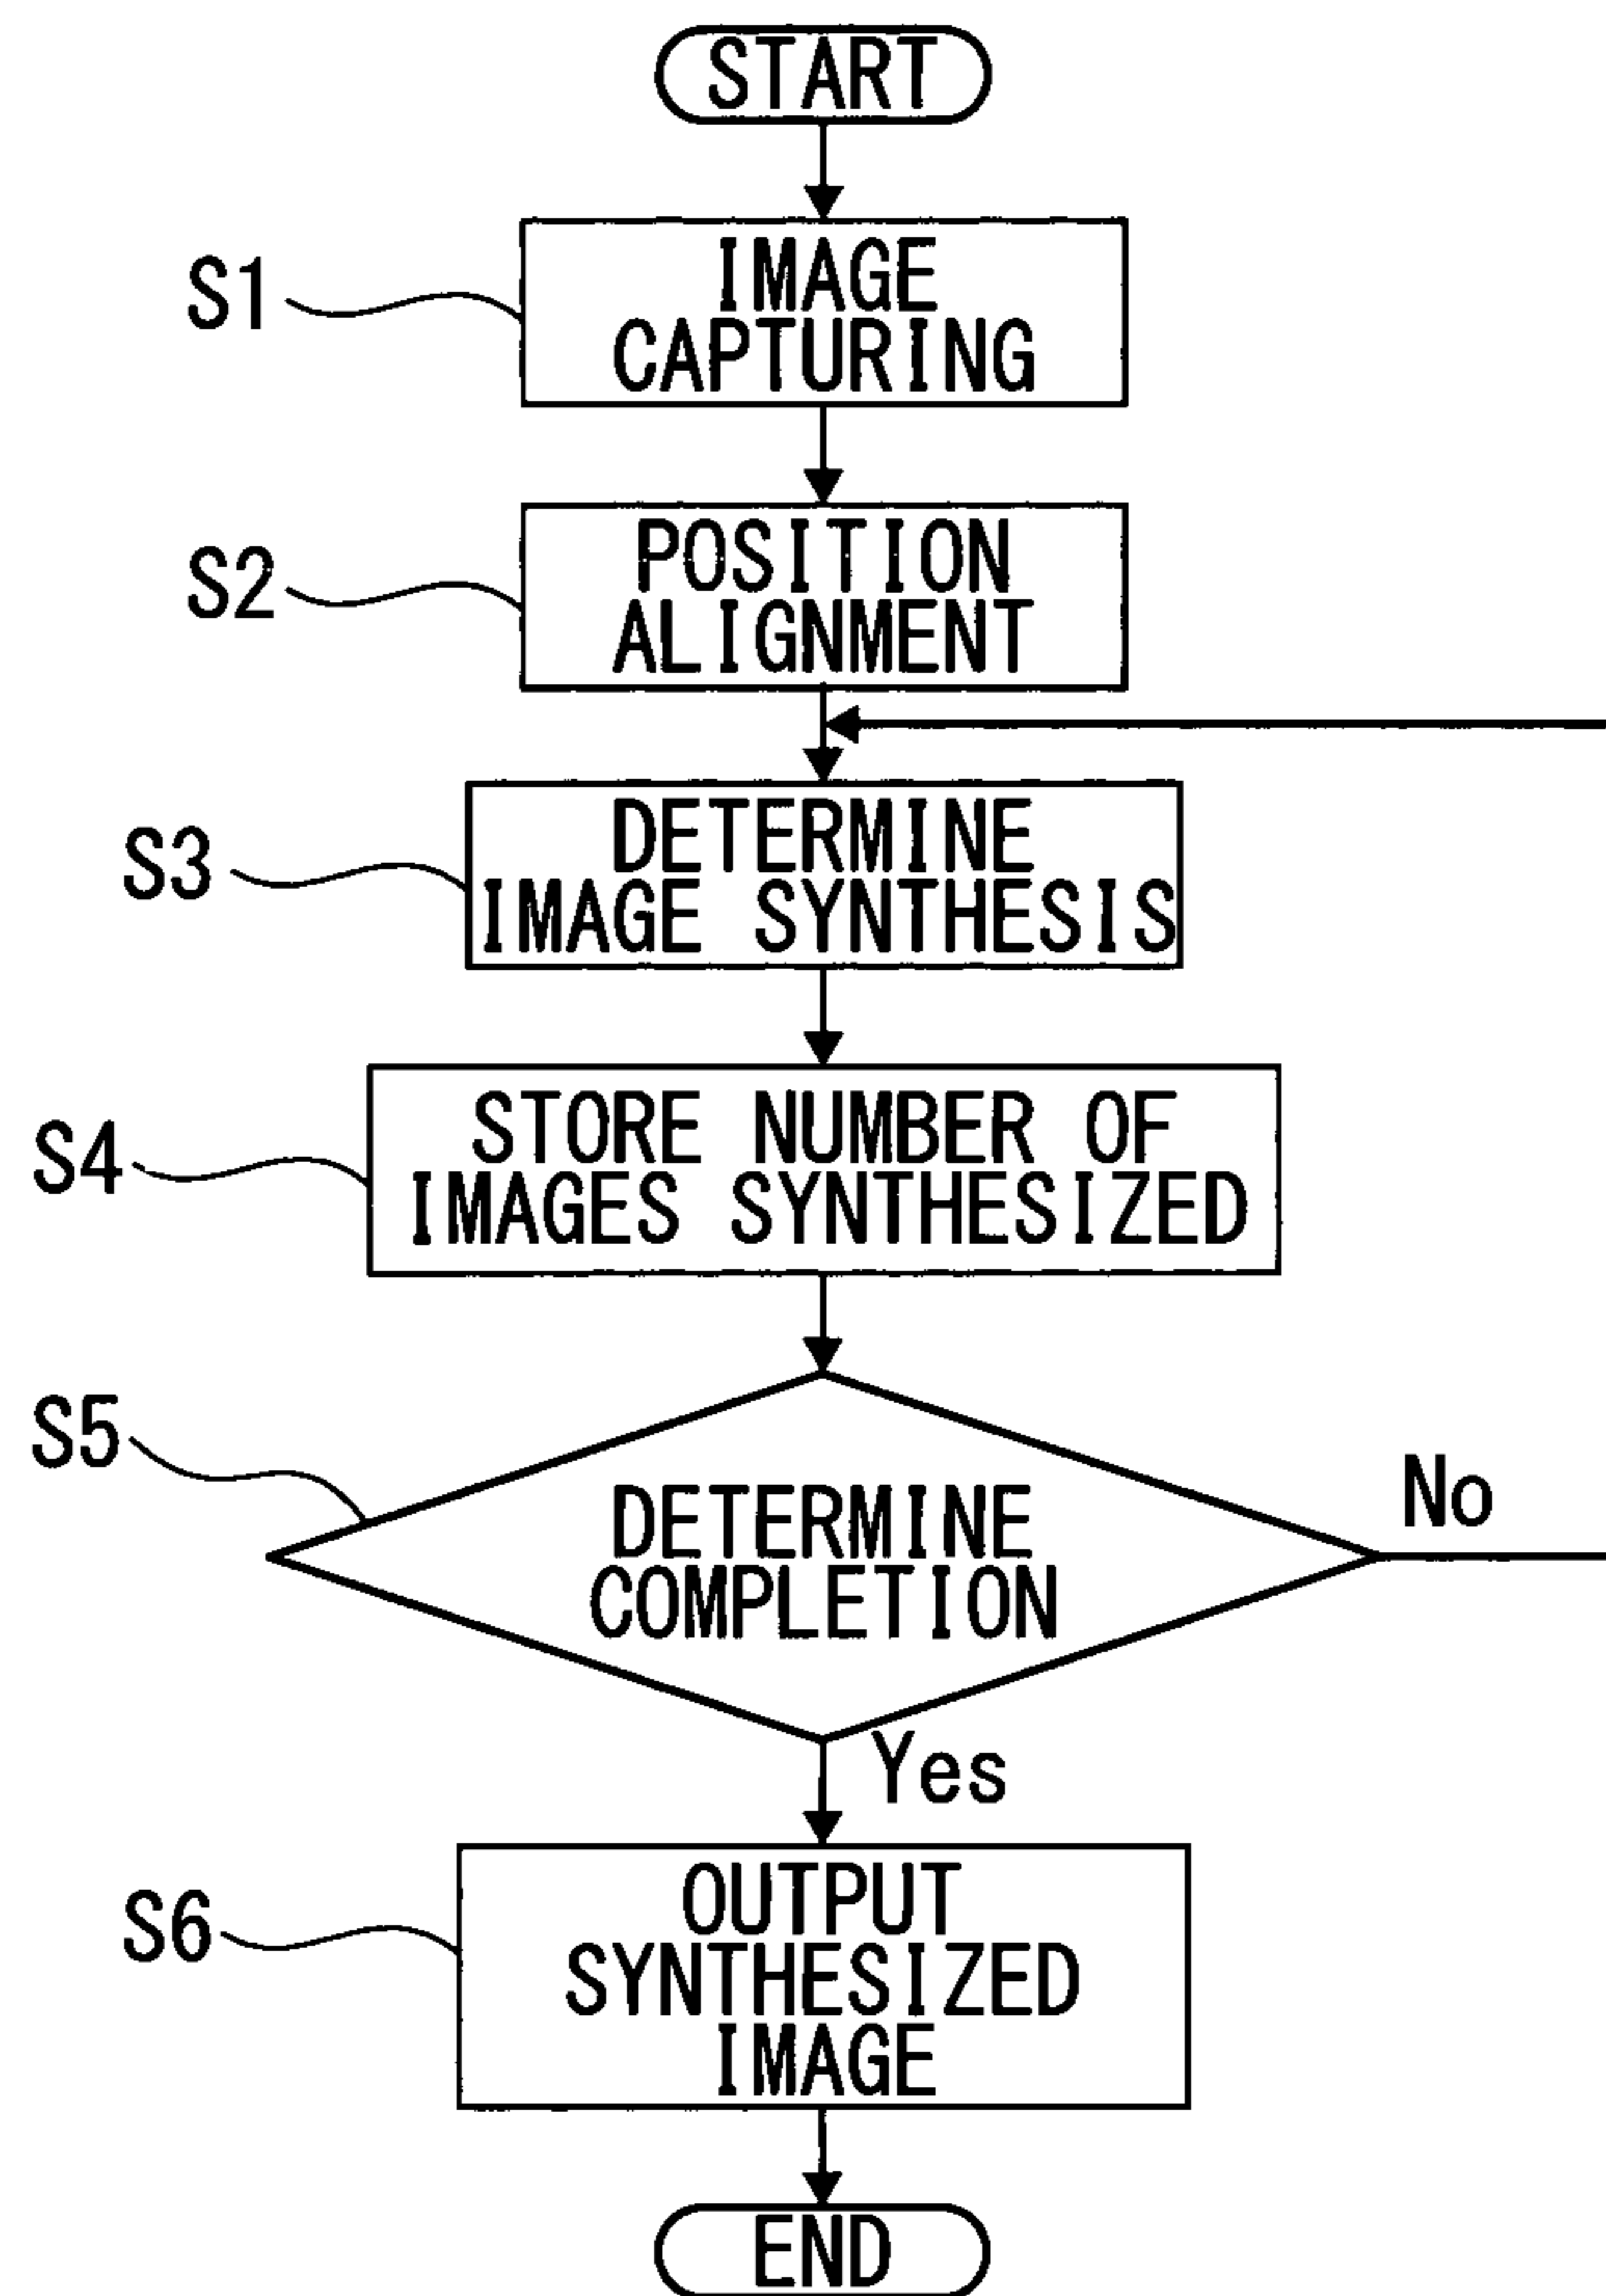 START
S1
IMAGE
CAPTURING
S2
POSITION
ALIGNMENT
S3
DETERMINE
IMAGE SYNTHESIS
S4
STORE NUMBER OF
IMAGES SYNTHESIZED
S5
DETERMINE
COMPLETION
No
Yes
S6
OUTPUT
SYNTHESIZED
IMAGE
END